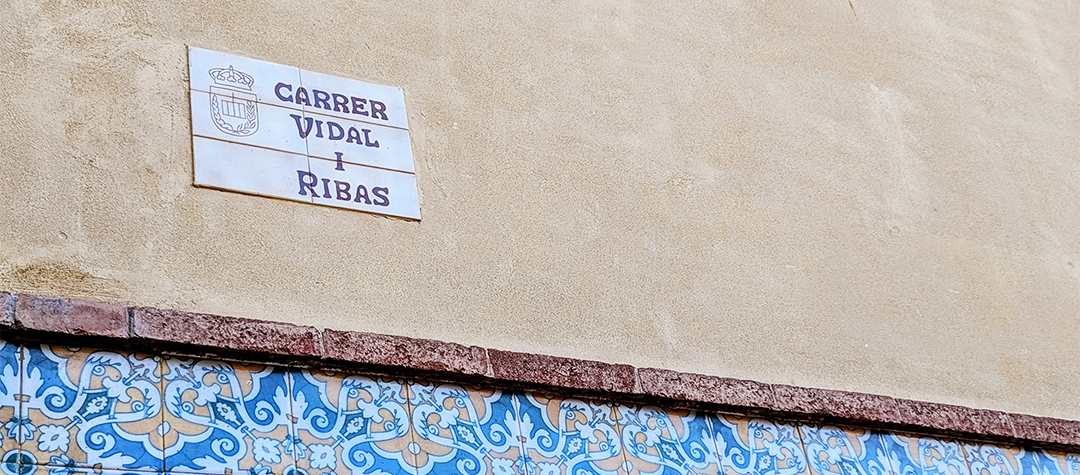 CARRER
VIDAL
I
RIBAS